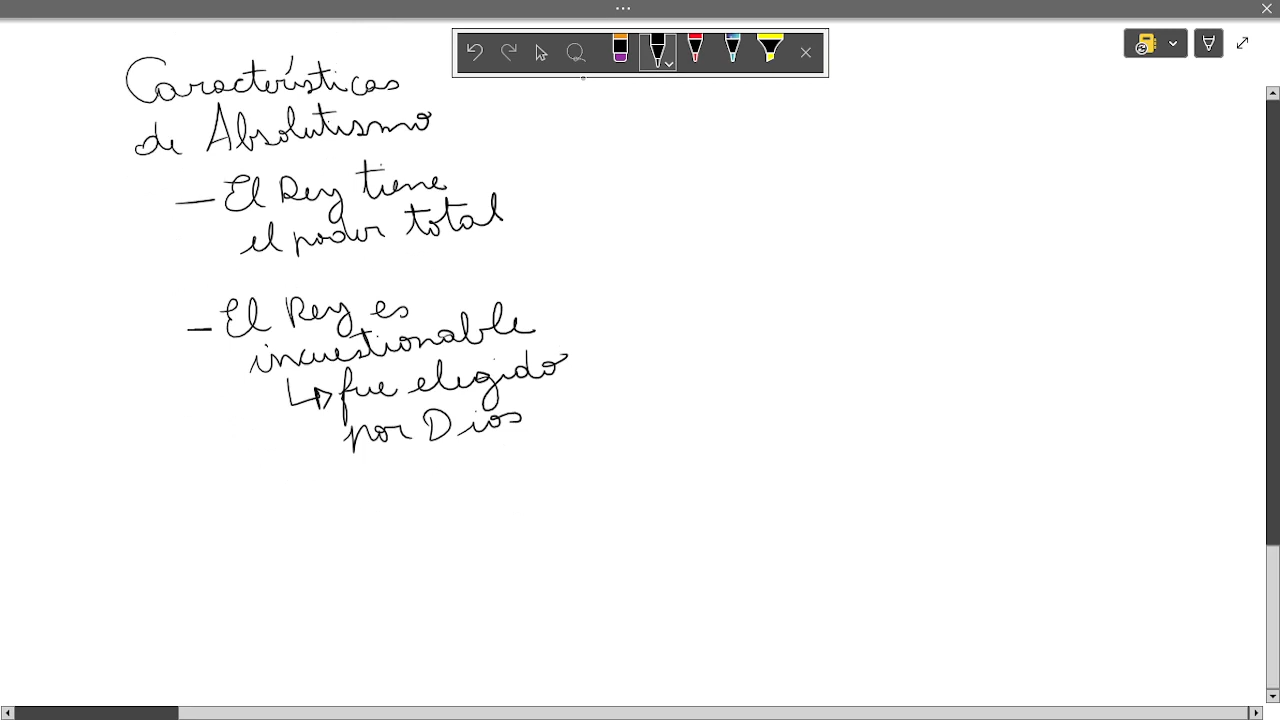 Características
de Absolutismo
— El Rey tiene
el poder total
— El Rey es
incuestionable
↳ fue elegido
por Dios